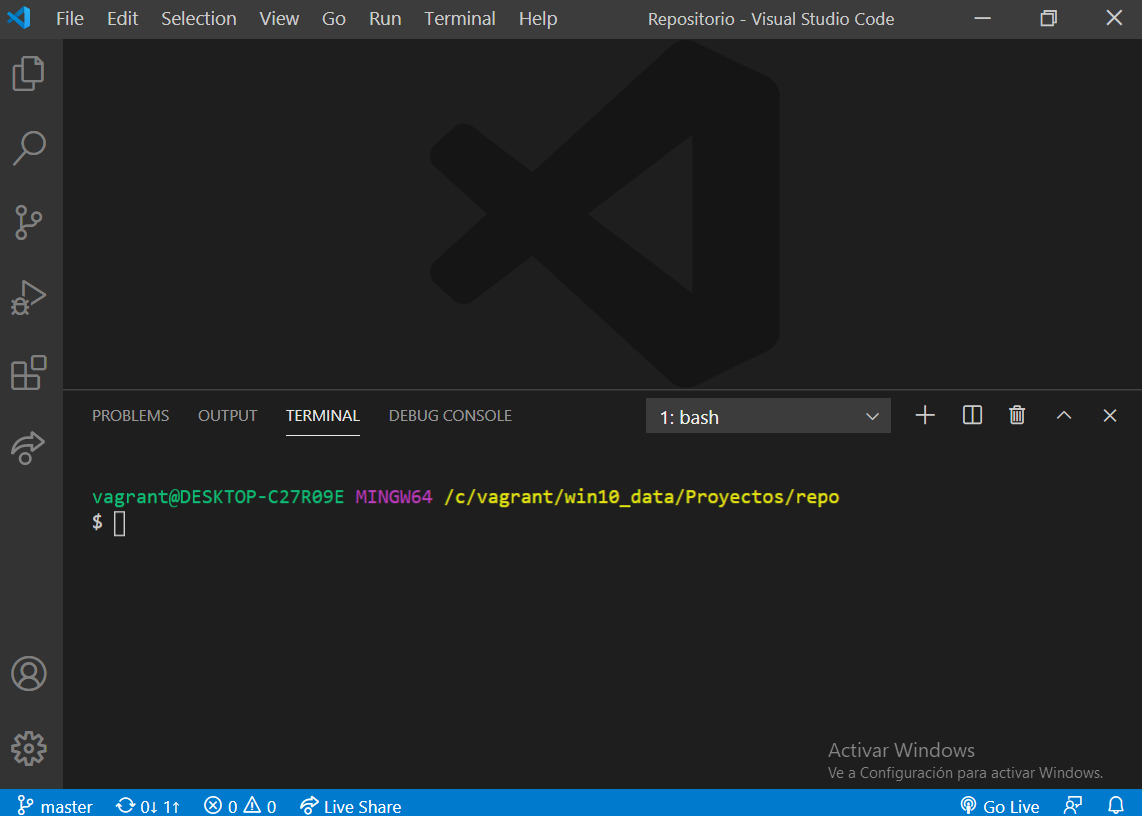 File Edit Selection View Go Run Terminal Help Repositorio - Visual Studio Code
PROBLEMS OUTPUT TERMINAL DEBUG CONSOLE 1: bash
vagrant@DESKTOP-C27R09E MINGW64 /c/vagrant/win10_data/Proyectos/repo
$
Activar Windows
Ve a Configuración para activar Windows.
master 0↓ 1↑ 0 0 Live Share Go Live